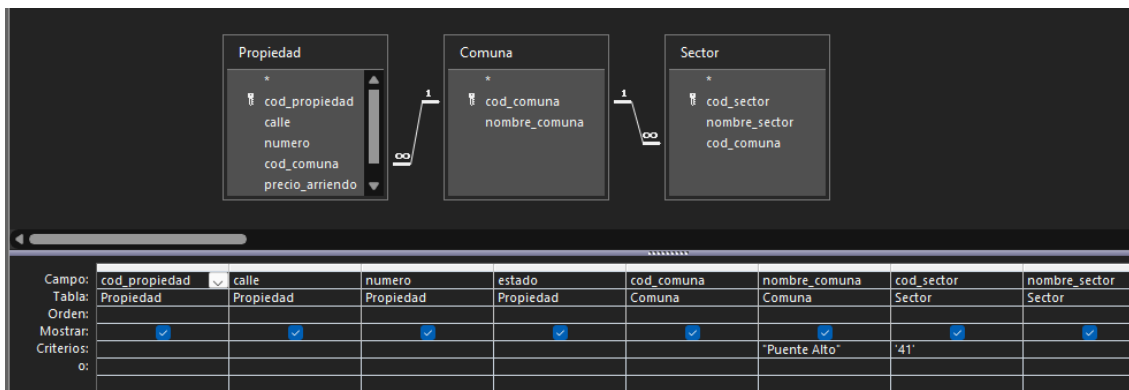 Propiedad
*
cod_propiedad
calle
numero
cod_comuna
precio_arriendo
1
∞
Comuna
*
cod_comuna
nombre_comuna
1
∞
Sector
*
cod_sector
nombre_sector
cod_comuna
Campo: cod_propiedad calle numero estado cod_comuna nombre_comuna cod_sector nombre_sector
Tabla: Propiedad Propiedad Propiedad Propiedad Comuna Comuna Sector Sector
Orden:
Mostrar:
Criterios: "Puente Alto" '41'
o: